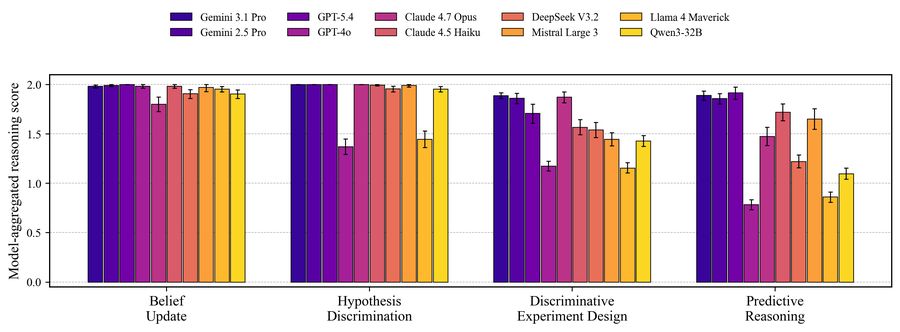 Gemini 3.1 Pro GPT-5.4 Claude 4.7 Opus DeepSeek V3.2 Llama 4 Maverick
Gemini 2.5 Pro GPT-4o Claude 4.5 Haiku Mistral Large 3 Qwen3-32B
Model-aggregated reasoning score
2.0
1.5
1.0
0.5
0.0
Belief
Update
Hypothesis
Discrimination
Discriminative
Experiment Design
Predictive
Reasoning